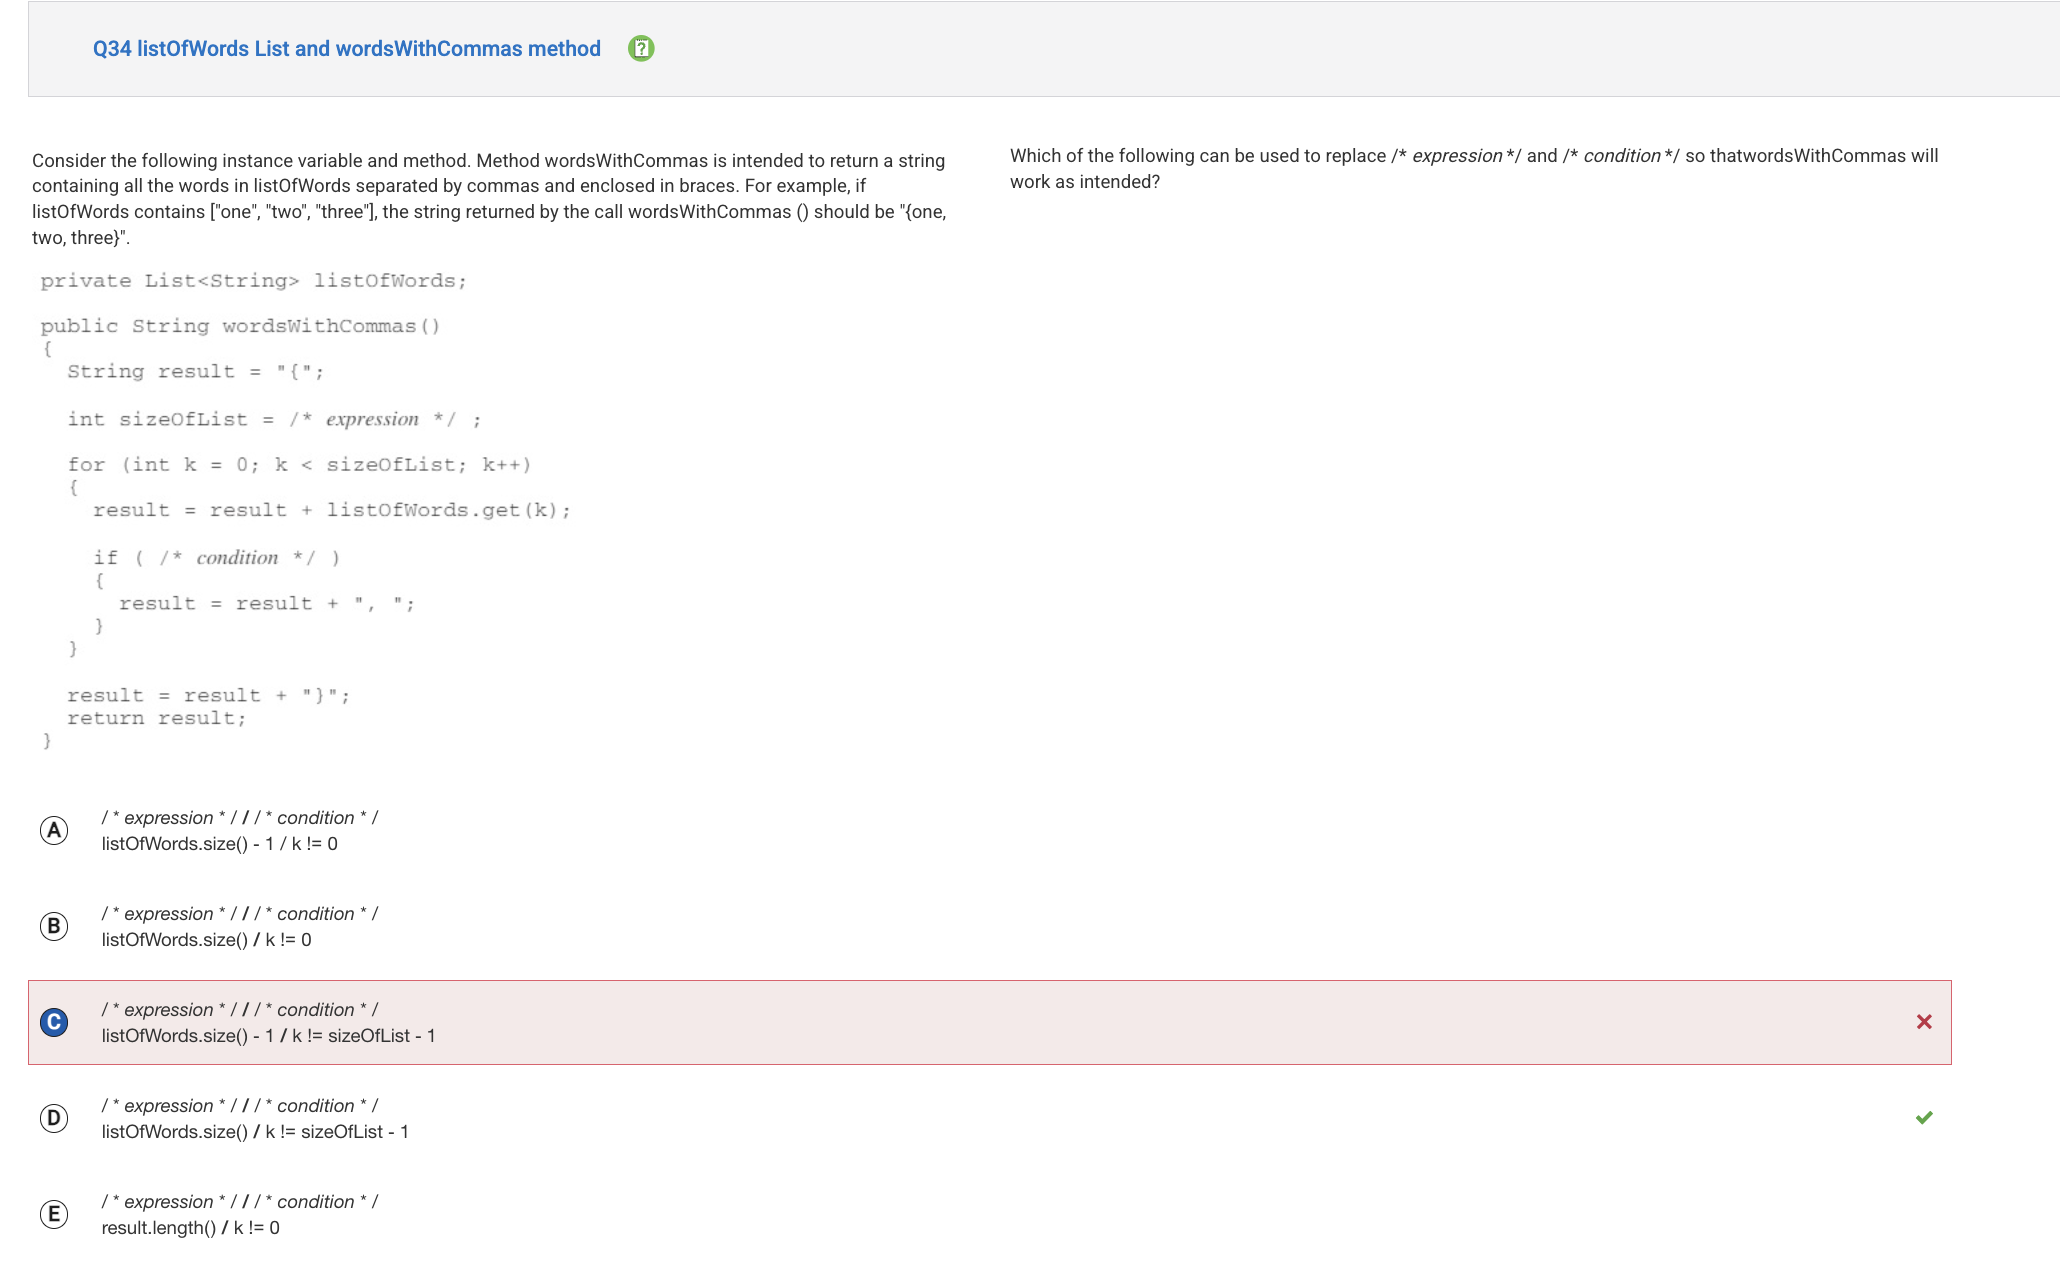 Q34 listOfWords List and wordsWithCommas method
Consider the following instance variable and method. Method wordsWithCommas is intended to return a string
containing all the words in listOfWords separated by commas and enclosed in braces. For example, if
listOfWords contains ["one", "two", "three"], the string returned by the call wordsWithCommas () should be "{one,
two, three}".
private List<String> listOfWords;
public String wordsWithCommas()
{
String result = "{";
int sizeOfList = /* expression */ ;
for (int k = 0; k < sizeOfList; k++)
{
result = result + listOfWords.get(k);
if ( /* condition */ )
{
result = result + ", ";
}
}
result = result + "}";
return result;
}
Which of the following can be used to replace /* expression */ and /* condition */ so thatwordsWithCommas will
work as intended?
A
/ * expression * / / / * condition * /
listOfWords.size() - 1 / k != 0
B
/ * expression * / / / * condition * /
listOfWords.size() / k != 0
C
/ * expression * / / / * condition * /
listOfWords.size() - 1 / k != sizeOfList - 1
D
/ * expression * / / / * condition * /
listOfWords.size() / k != sizeOfList - 1
E
/ * expression * / / / * condition * /
result.length() / k != 0